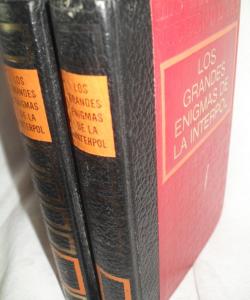 LOS
GRANDES
ENIGMAS
DE LA
INTERPOL
LOS
GRANDES
ENIGMAS
DE LA
INTERPOL
LOS
GRANDES
ENIGMAS DE
LA INTERPOL
I